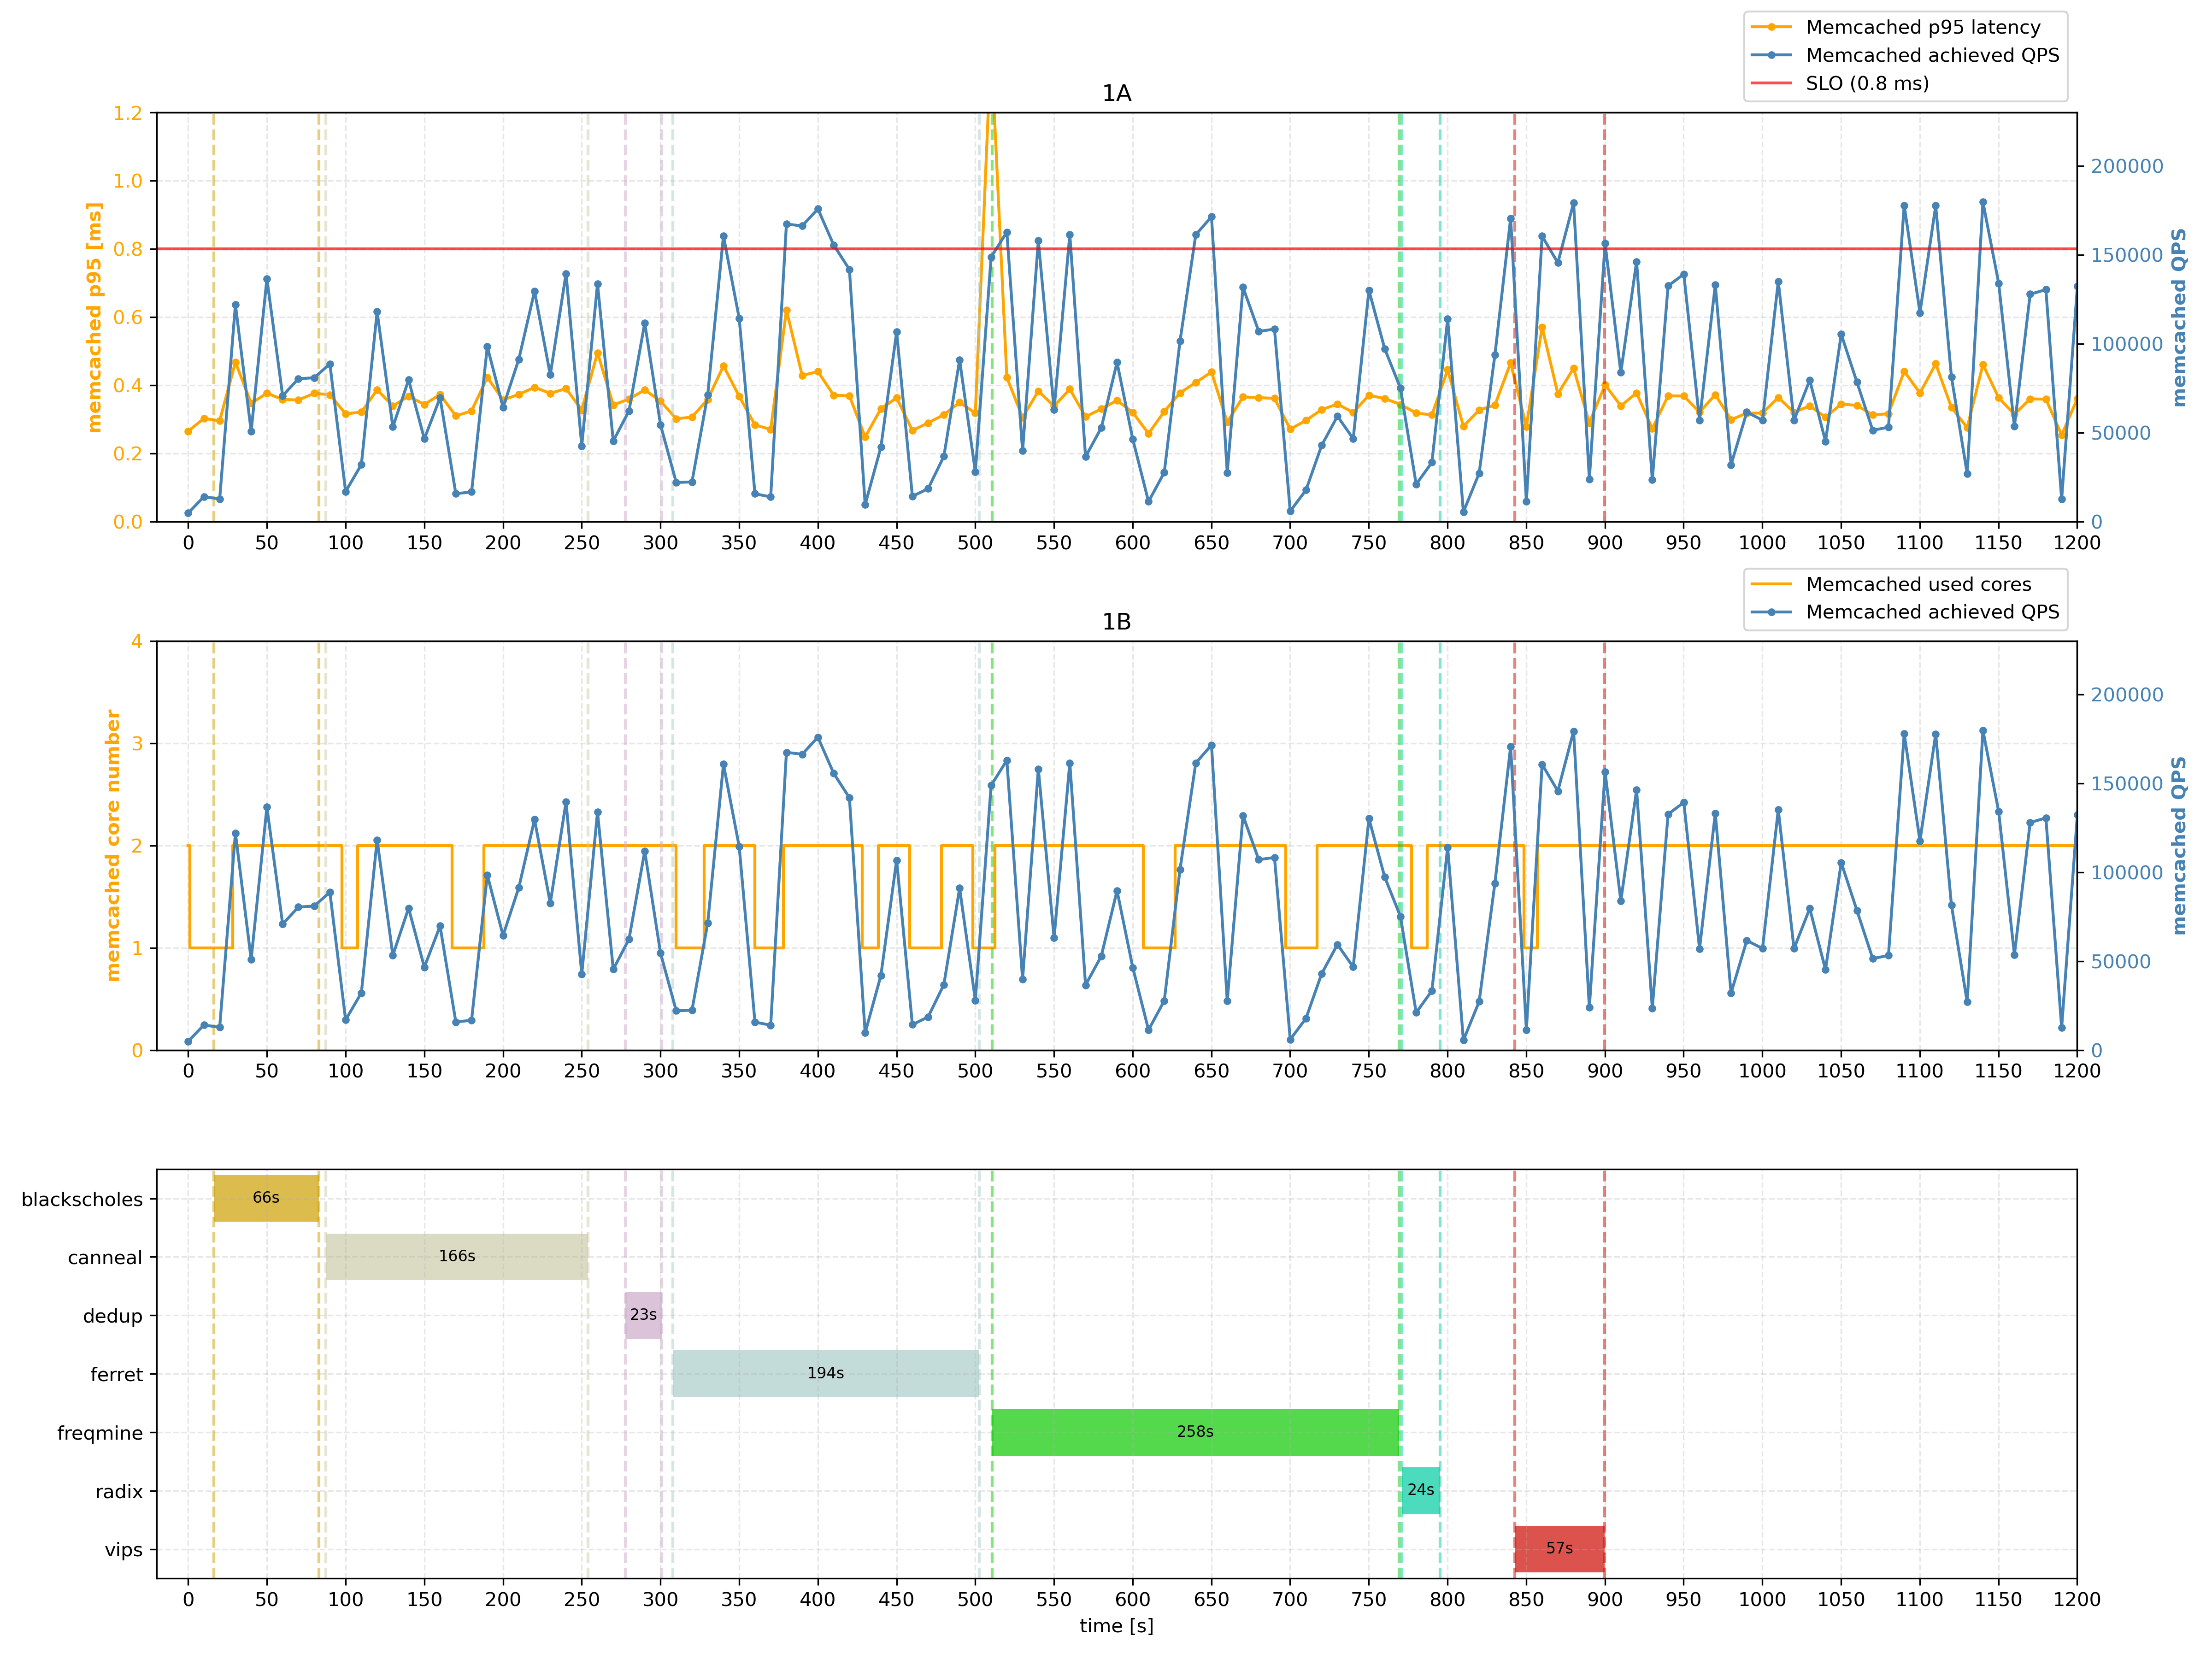 Memcached p95 latency
Memcached achieved QPS
SLO (0.8 ms)
1A
1.2
1.0
0.8
0.6
0.4
0.2
0.0
memcached p95 [ms]
200000
150000
100000
50000
0
memcached QPS
0 50 100 150 200 250 300 350 400 450 500 550 600 650 700 750 800 850 900 950 1000 1050 1100 1150 1200
Memcached used cores
Memcached achieved QPS
1B
4
3
2
1
0
memcached core number
200000
150000
100000
50000
0
memcached QPS
0 50 100 150 200 250 300 350 400 450 500 550 600 650 700 750 800 850 900 950 1000 1050 1100 1150 1200
blackscholes 66s
canneal 166s
dedup 23s
ferret 194s
freqmine 258s
radix 24s
vips 57s
0 50 100 150 200 250 300 350 400 450 500 550 600 650 700 750 800 850 900 950 1000 1050 1100 1150 1200
time [s]